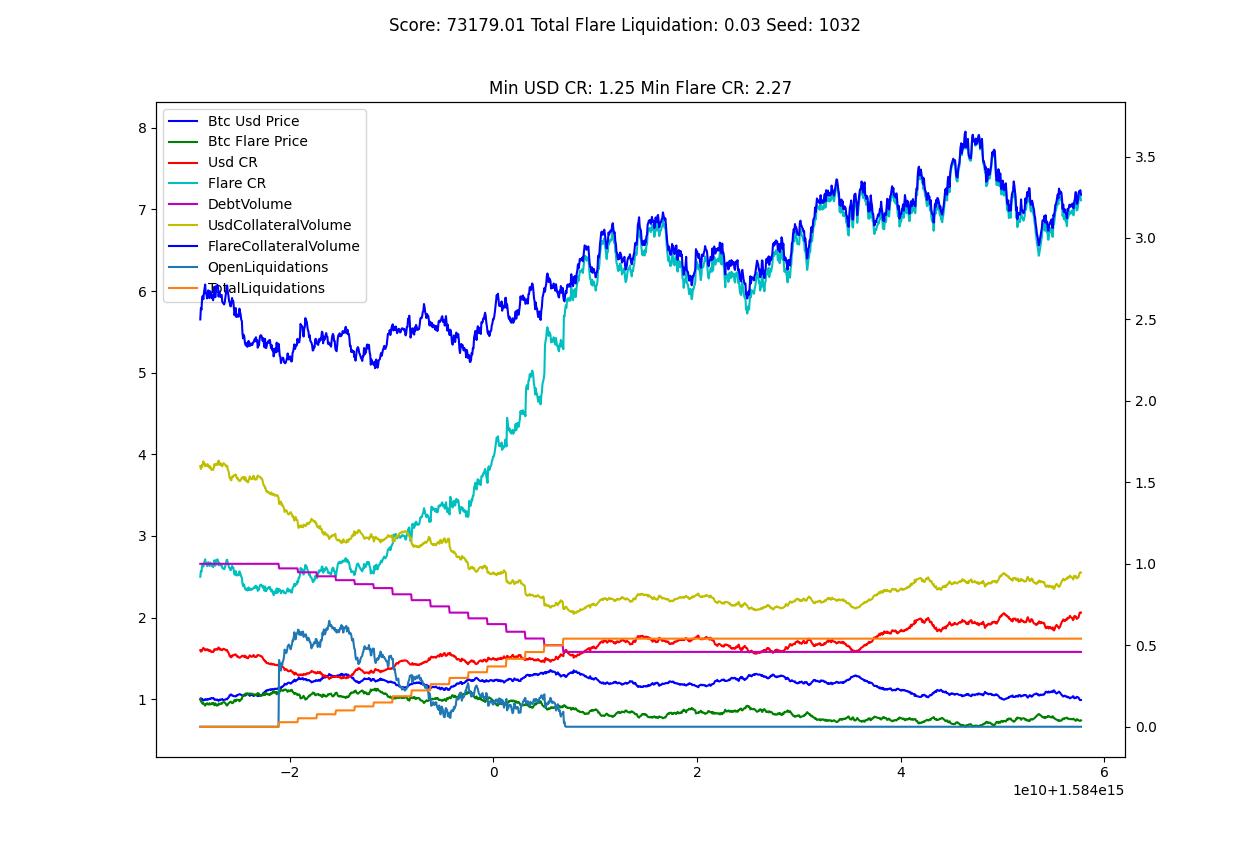 Score: 73179.01 Total Flare Liquidation: 0.03 Seed: 1032
Min USD CR: 1.25 Min Flare CR: 2.27
Btc Usd Price
Btc Flare Price
Usd CR
Flare CR
DebtVolume
UsdCollateralVolume
FlareCollateralVolume
OpenLiquidations
TotalLiquidations
8
7
6
5
4
3
2
1
3.5
3.0
2.5
2.0
1.5
1.0
0.5
0.0
−2 0 2 4 6
1e10+1.584e15